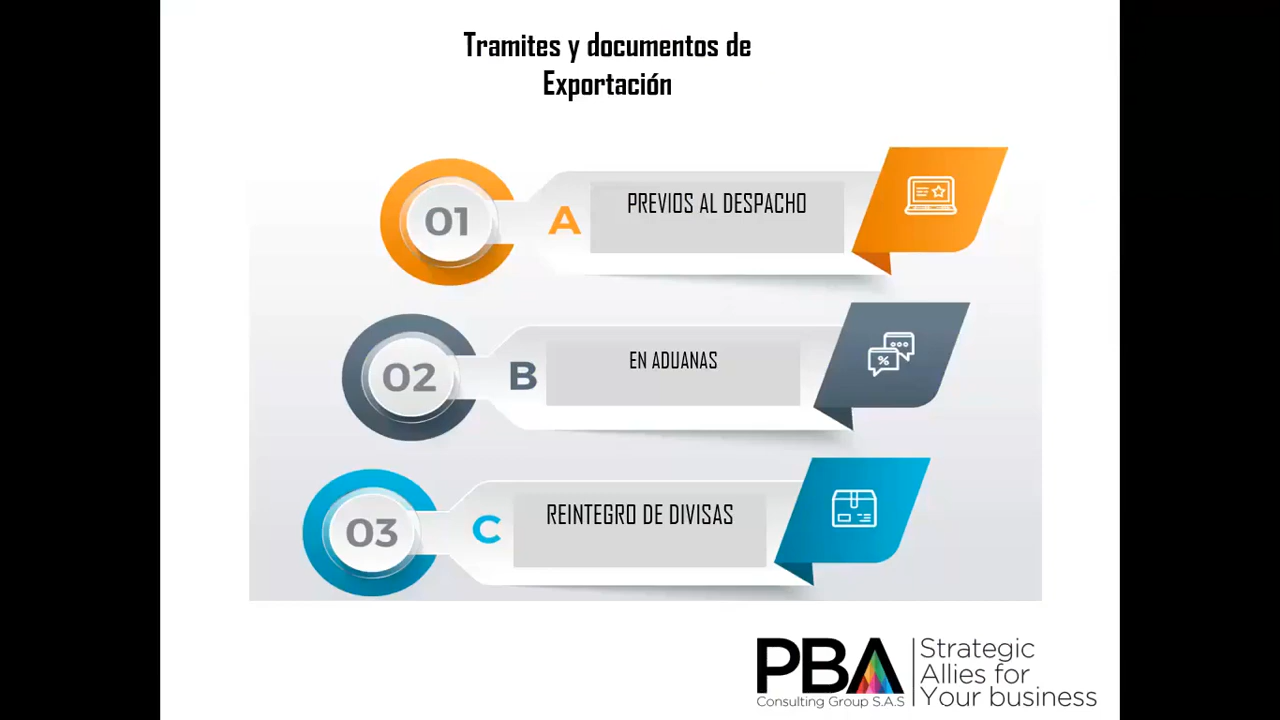 Tramites y documentos de
Exportación
01
A
PREVIOS AL DESPACHO
02
B
%
EN ADUANAS
03
C
REINTEGRO DE DIVISAS
PBA
Consulting Group S.A.S
Strategic
Allies for
Your business